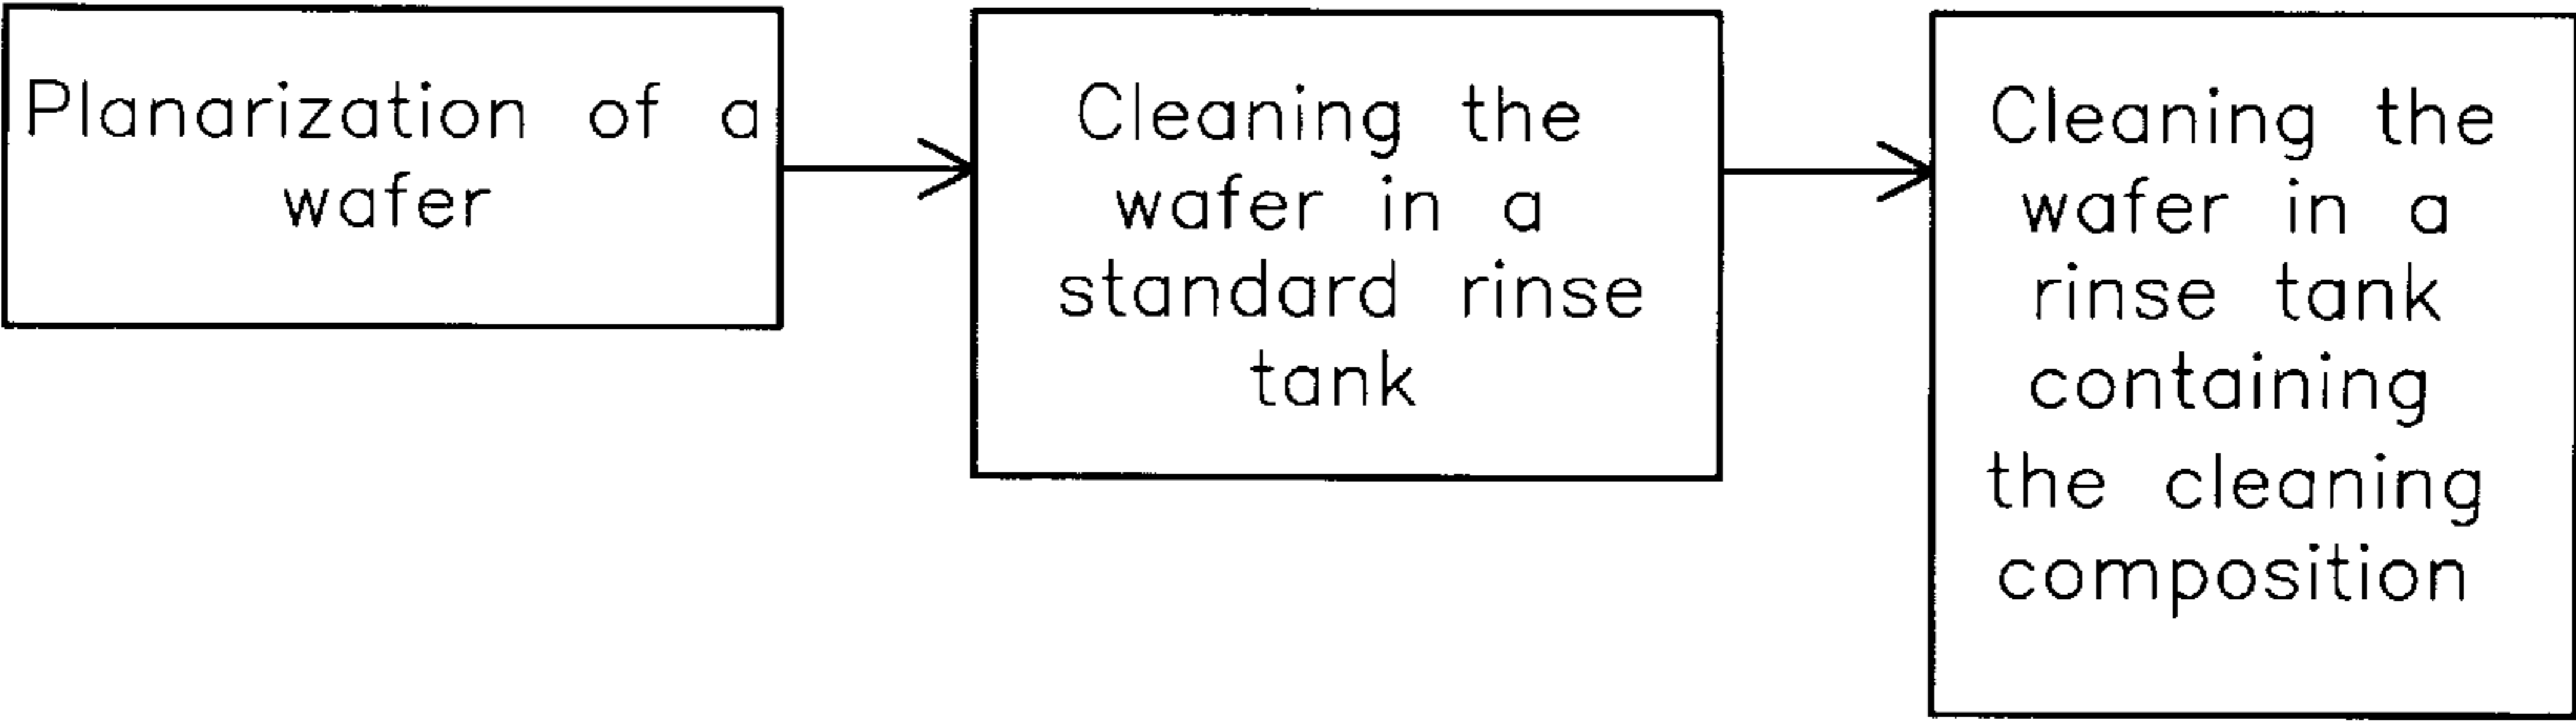 Planarization of a
wafer
Cleaning the
wafer in a
standard rinse
tank
Cleaning the
wafer in a
rinse tank
containing
the cleaning
composition